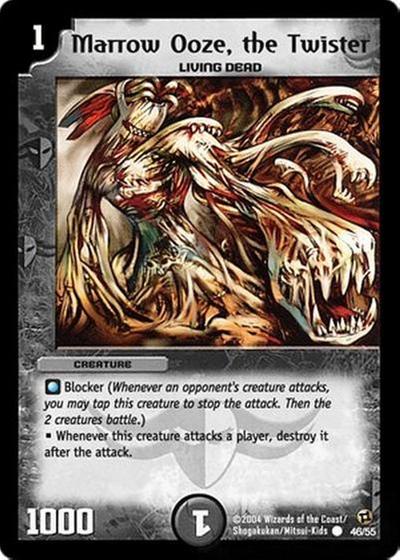 1
Marrow Ooze, the Twister
LIVING DEAD
CREATURE
Blocker (Whenever an opponent's creature attacks,
you may tap this creature to stop the attack. Then the
2 creatures battle.)
▪ Whenever this creature attacks a player, destroy it
after the attack.
1000
1
©2004 Wizards of the Coast/
Shogakukan/Mitsui-Kids
46/55